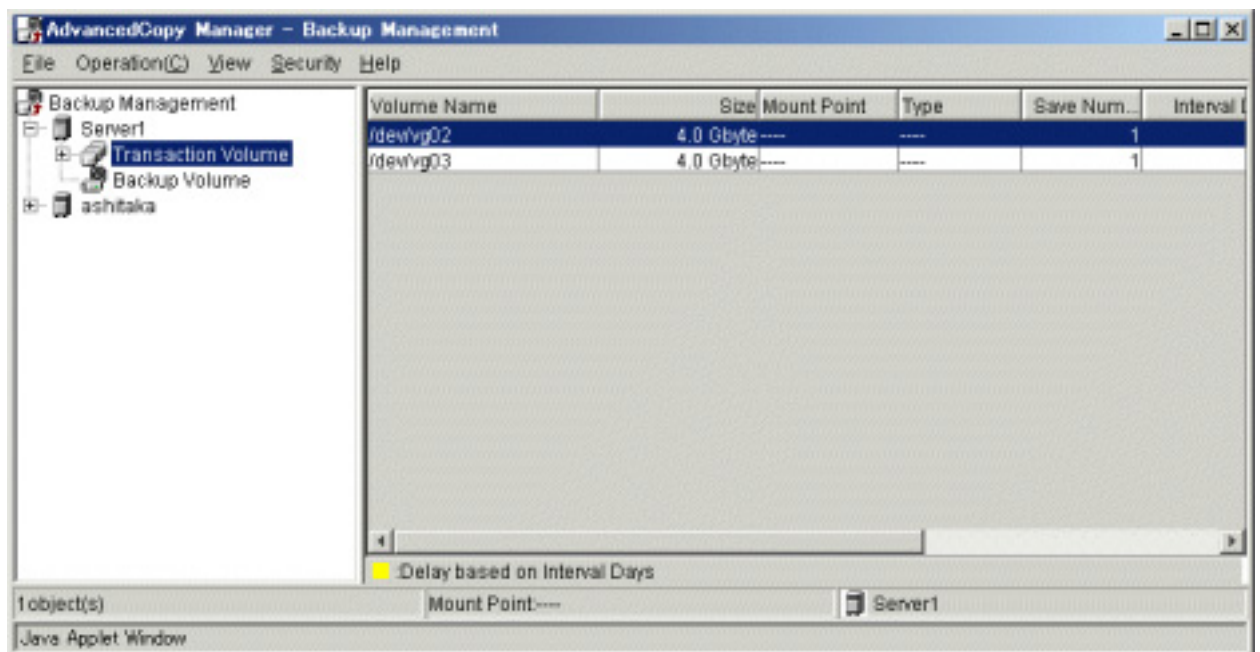 AdvancedCopy Manager - Backup Management
File Operation(C) View Security Help
Backup Management
Server1
Transaction Volume
Backup Volume
ashitaka
Volume Name Size Mount Point Type Save Num... Interval
/dev/vg02 4.0 Gbyte ---- ---- 1
/dev/vg03 4.0 Gbyte ---- ---- 1
:Delay based on Interval Days
1 object(s) Mount Point:---- Server1
Java Applet Window